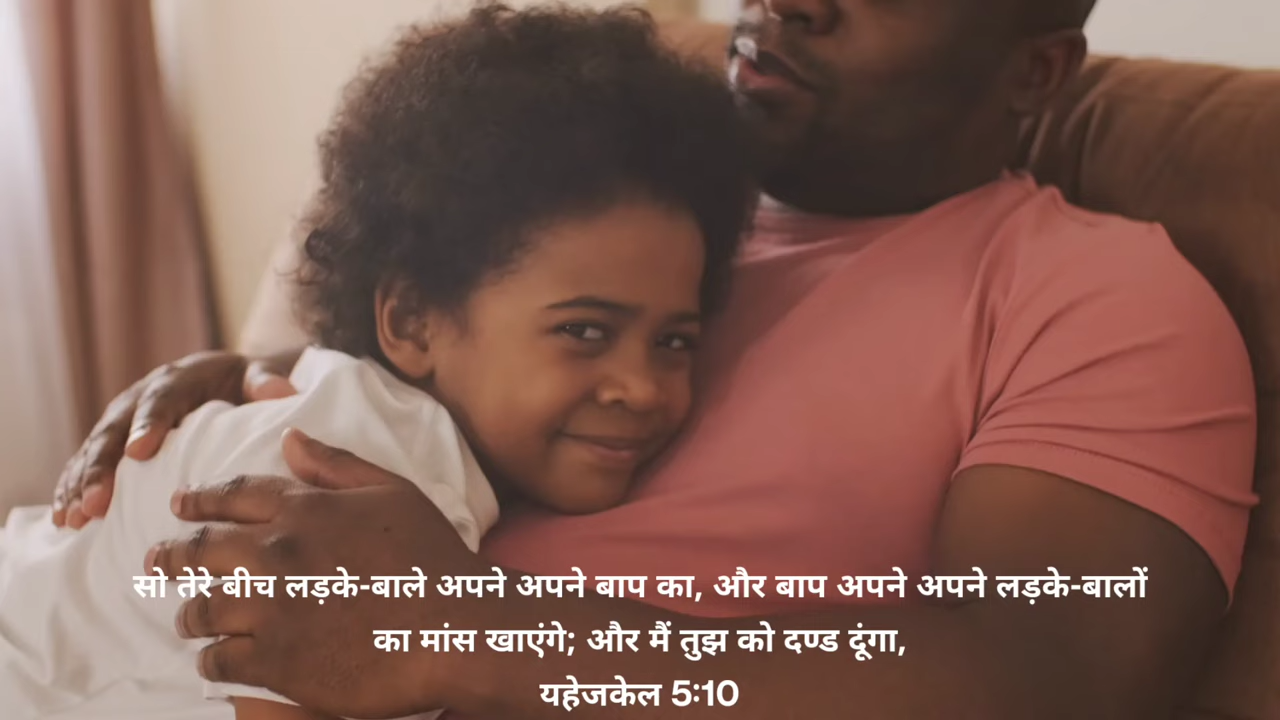 सो तेरे बीच लड़के-बाले अपने अपने बाप का, और बाप अपने अपने लड़के-बालों
का मांस खाएंगे; और मैं तुझ को दण्ड दूंगा,
यहेजकेल 5:10